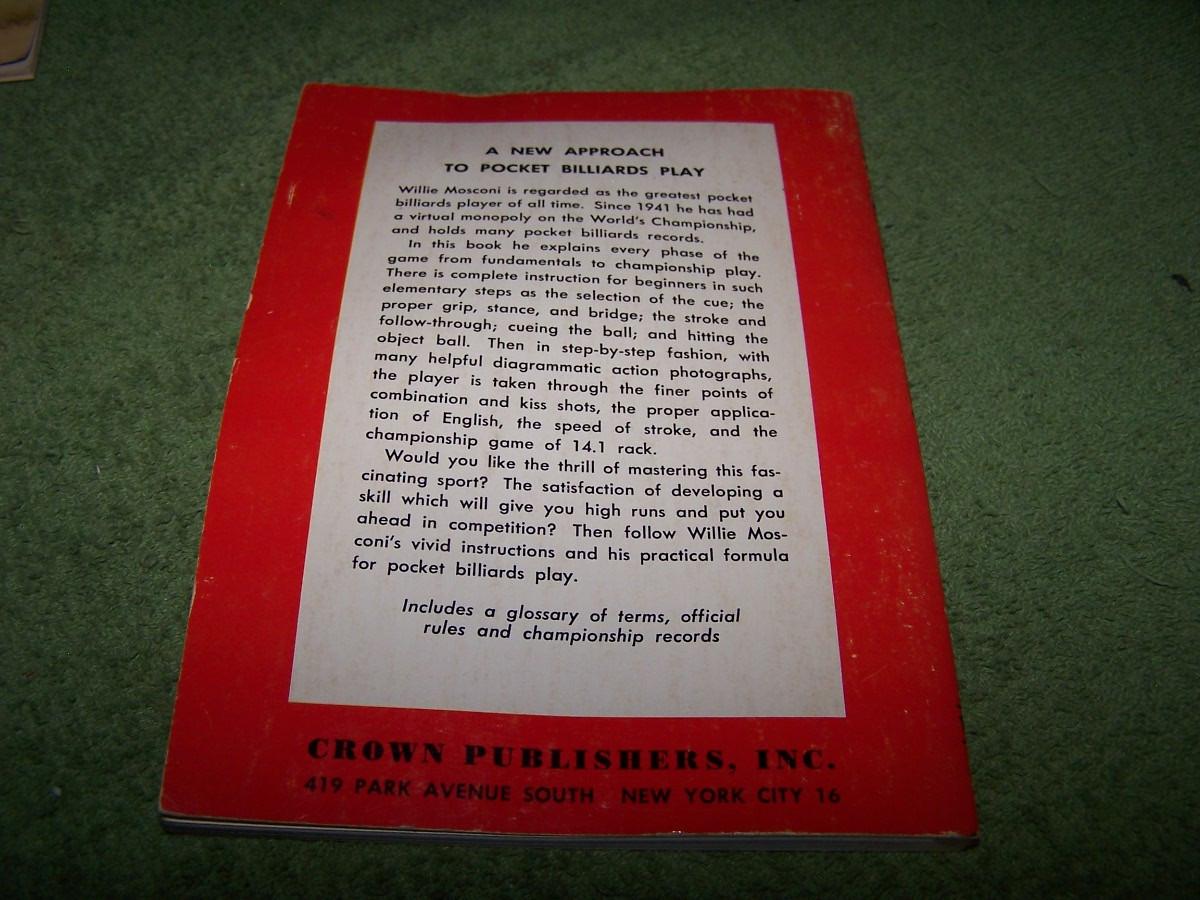 A NEW APPROACH
TO POCKET BILLIARDS PLAY
Willie Mosconi is regarded as the greatest pocket
billiards player of all time. Since 1941 he has had
a virtual monopoly on the World's Championship,
and holds many pocket billiards records.
In this book he explains every phase of the
game from fundamentals to championship play.
There is complete instruction for beginners in such
elementary steps as the selection of the cue; the
proper grip, stance, and bridge; the stroke and
follow-through; cueing the ball; and hitting the
object ball. Then in step-by-step fashion, with
many helpful diagrammatic action photographs,
the player is taken through the finer points of
combination and kiss shots, the proper applica-
tion of English, the speed of stroke, and the
championship game of 14.1 rack.
Would you like the thrill of mastering this fas-
cinating sport? The satisfaction of developing a
skill which will give you high runs and put you
ahead in competition? Then follow Willie Mos-
coni's vivid instructions and his practical formula
for pocket billiards play.
Includes a glossary of terms, official
rules and championship records
CROWN PUBLISHERS, INC.
419 PARK AVENUE SOUTH NEW YORK CITY 16